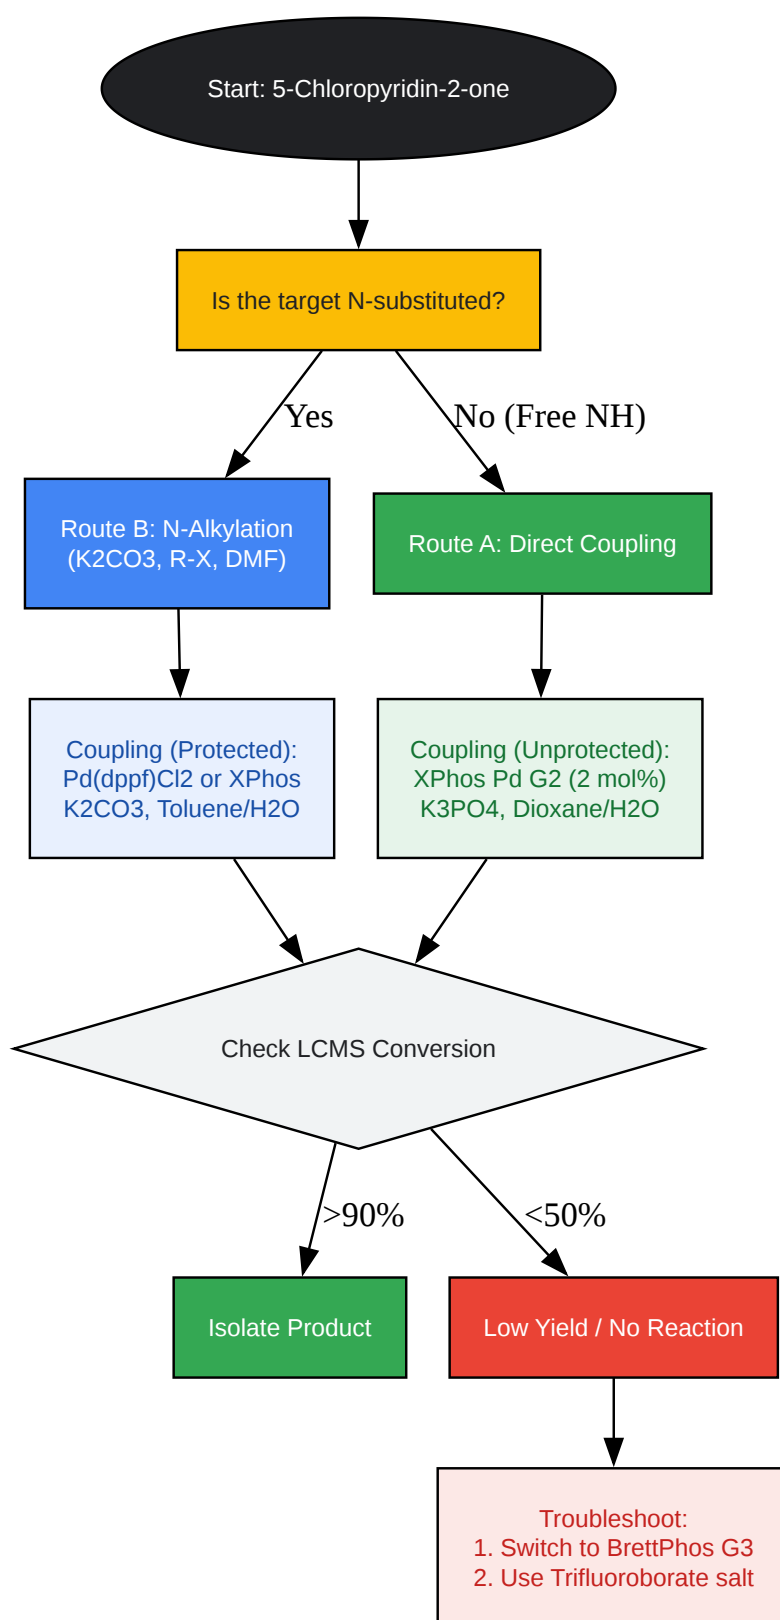 Start: 5-Chloropyridin-2-one
Is the target N-substituted?
Yes
No (Free NH)
Route B: N-Alkylation
(K2CO3, R-X, DMF)
Route A: Direct Coupling
Coupling (Protected):
Pd(dppf)Cl2 or XPhos
K2CO3, Toluene/H2O
Coupling (Unprotected):
XPhos Pd G2 (2 mol%)
K3PO4, Dioxane/H2O
Check LCMS Conversion
>90%
<50%
Isolate Product
Low Yield / No Reaction
Troubleshoot:
1. Switch to BrettPhos G3
2. Use Trifluoroborate salt